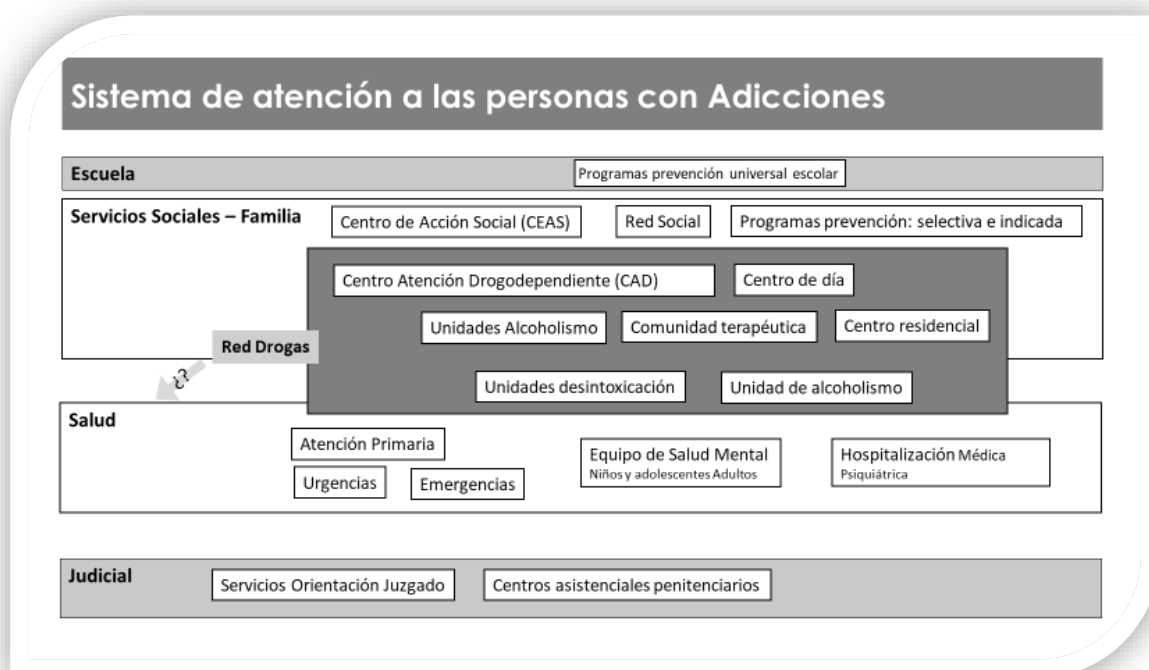 Sistema de atención a las personas con Adicciones
Escuela
Programas prevención universal escolar
Servicios Sociales – Familia
Centro de Acción Social (CEAS)
Red Social
Programas prevención: selectiva e indicada
Centro Atención Drogodependiente (CAD)
Centro de día
Unidades Alcoholismo
Comunidad terapéutica
Centro residencial
Red Drogas
¿?
Unidades desintoxicación
Unidad de alcoholismo
Salud
Atención Primaria
Urgencias
Emergencias
Equipo de Salud Mental
Niños y adolescentes Adultos
Hospitalización Médica
Psiquiátrica
Judicial
Servicios Orientación Juzgado
Centros asistenciales penitenciarios